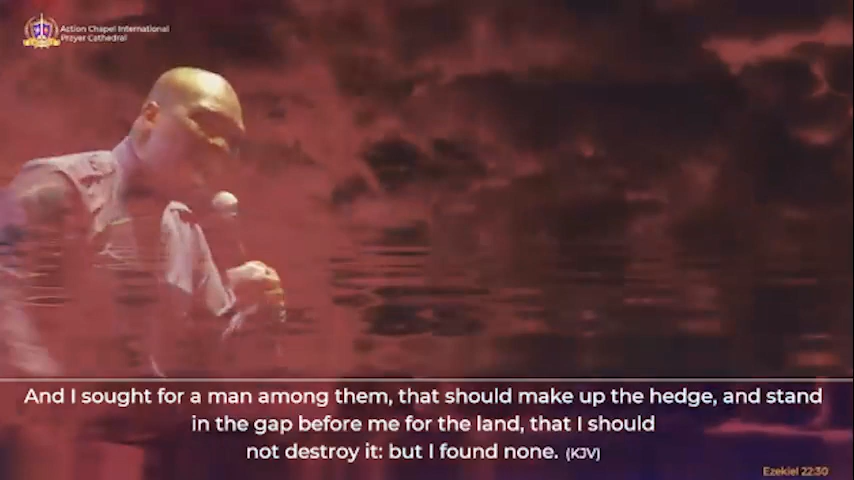 Action Chapel International
Prayer Cathedral
And I sought for a man among them, that should make up the hedge, and stand
in the gap before me for the land, that I should
not destroy it: but I found none. (KJV)
Ezekiel 22:30